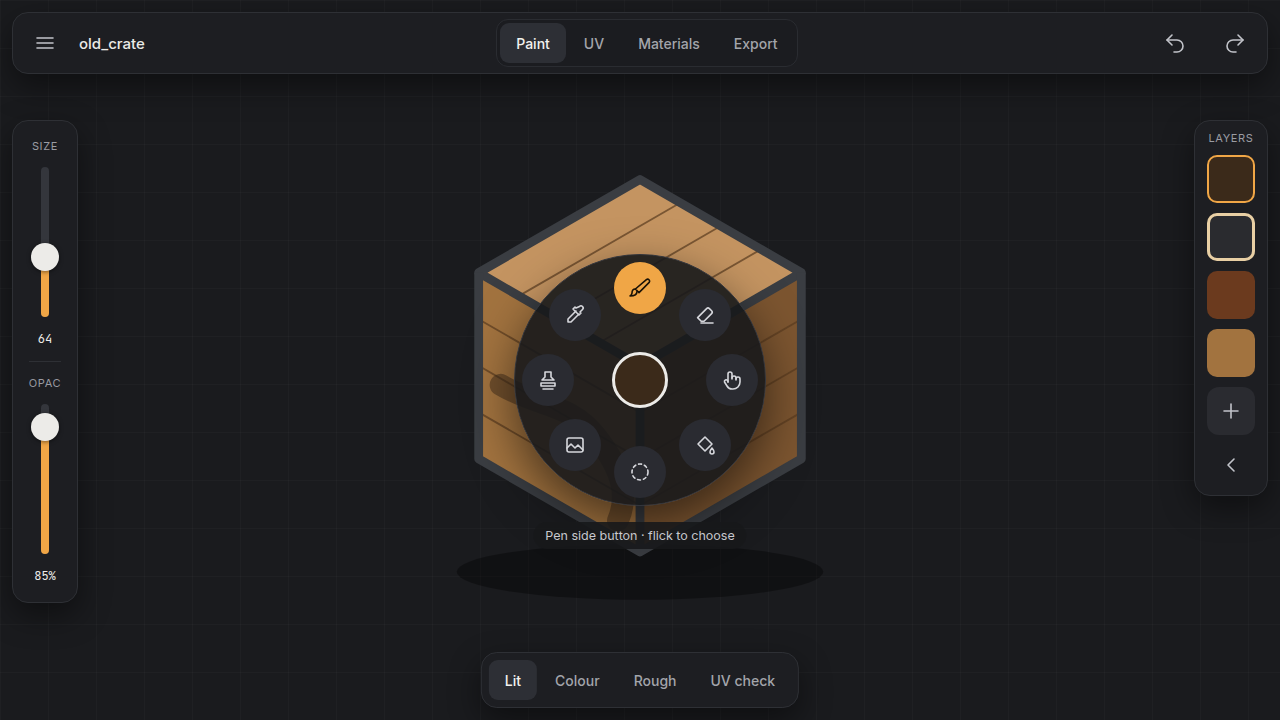 old_crate
Paint
UV
Materials
Export
SIZE
64
OPAC
85%
LAYERS
Pen side button · flick to choose
Lit
Colour
Rough
UV check